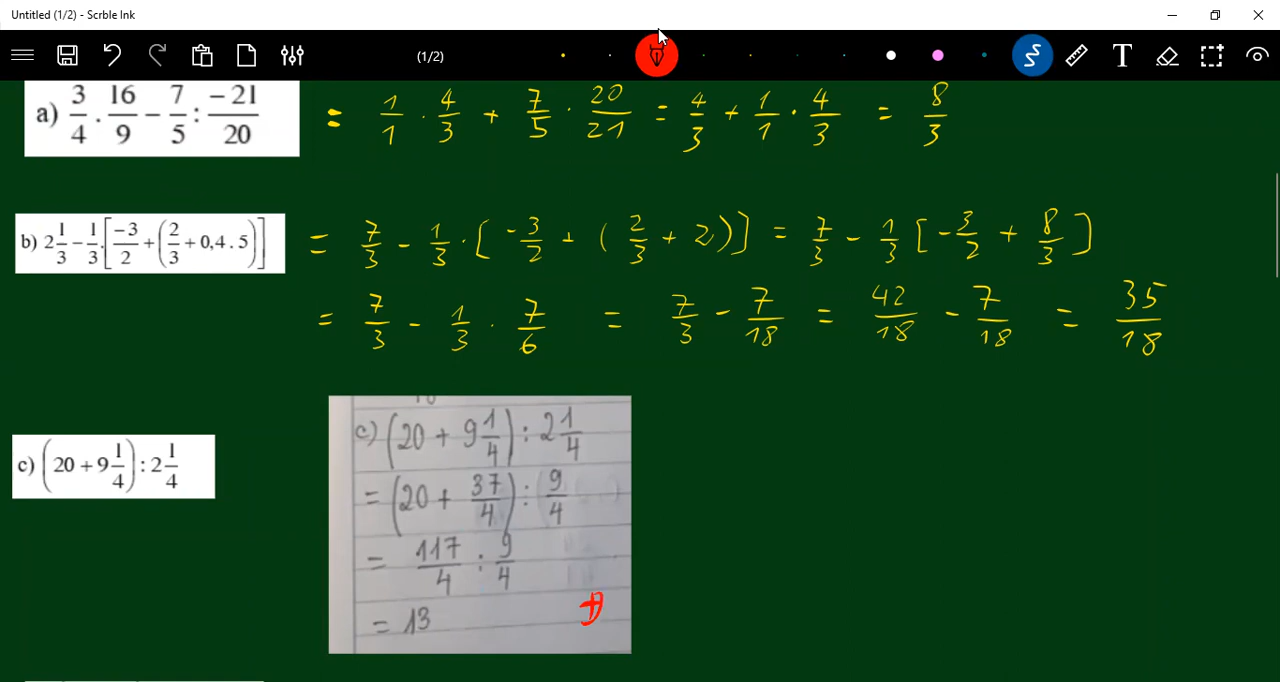 Untitled (1/2) - Scrble Ink
(1/2)
a) 3/4 . 16/9 − 7/5 : −21/20 = 1/1 · 4/3 + 7/5 · 20/21 = 4/3 + 1/1 · 4/3 = 8/3
b) 2 1/3 − 1/3 . [−3/2 + (2/3 + 0,4 . 5)] = 7/3 − 1/3 · [−3/2 + (2/3 + 2)] = 7/3 − 1/3 [−3/2 + 8/3]
= 7/3 − 1/3 · 7/6 = 7/3 − 7/18 = 42/18 − 7/18 = 35/18
c) (20 + 9 1/4) : 2 1/4
c) (20 + 9 1/4) : 2 1/4
= (20 + 37/4) : 9/4
= 117/4 : 9/4
= 13